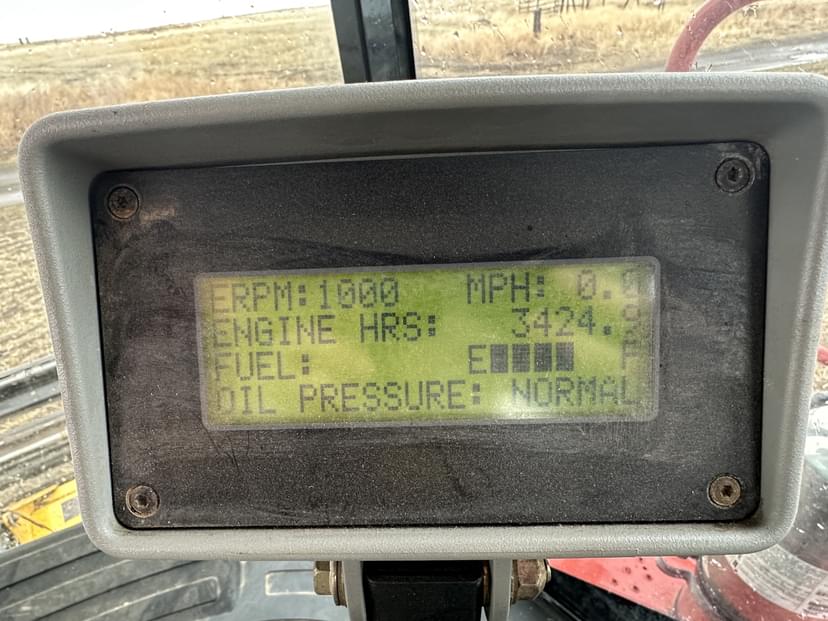 ERPM:1000 MPH: 0.0
ENGINE HRS: 3424.
FUEL: E F
OIL PRESSURE: NORMAL